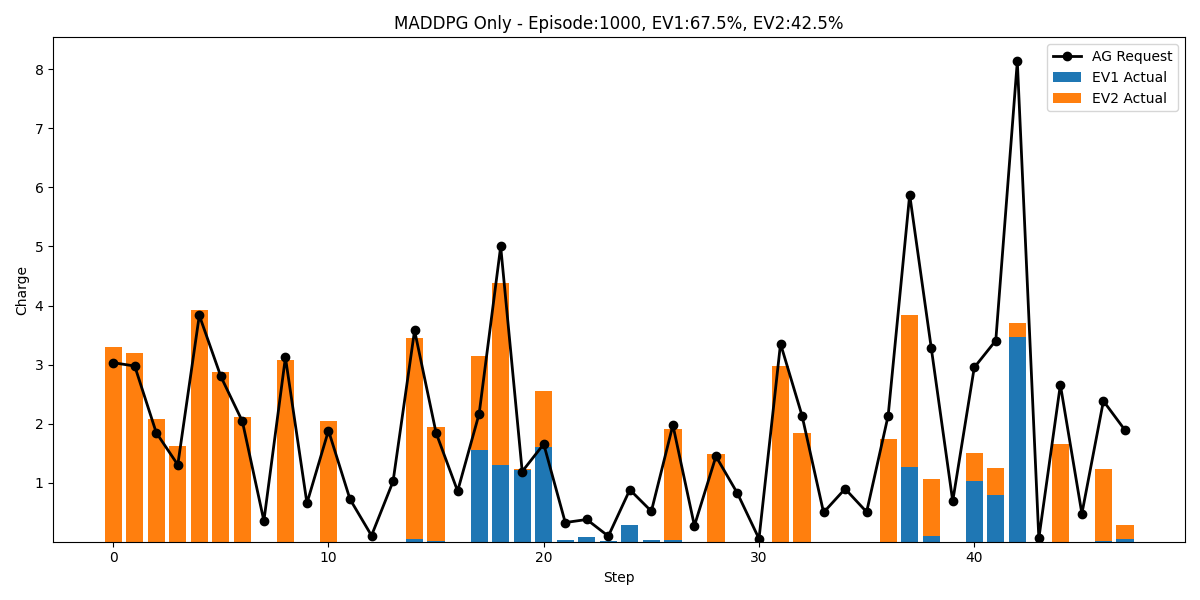 MADDPG Only - Episode:1000, EV1:67.5%, EV2:42.5%
AG Request
EV1 Actual
EV2 Actual
8
7
6
5
4
3
2
1
Charge
0 10 20 30 40
Step